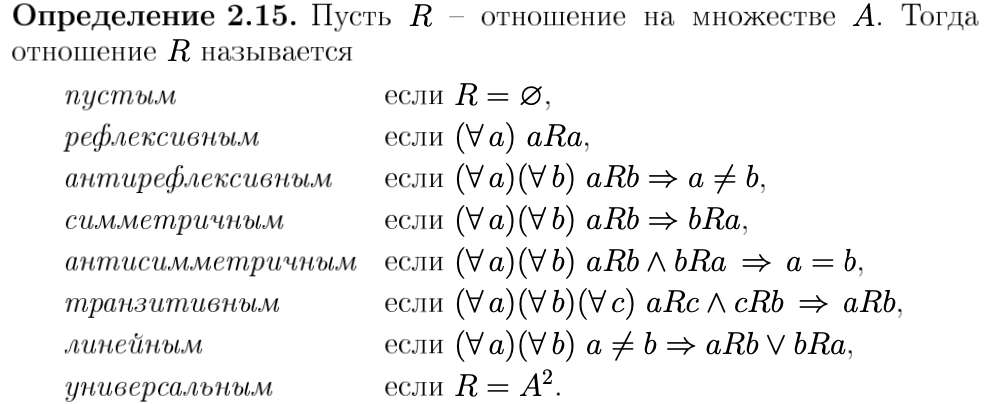 Определение 2.15. Пусть R – отношение на множестве A. Тогда
отношение R называется
пустым если R = ∅,
рефлексивным если (∀ a) aRa,
антирефлексивным если (∀ a)(∀ b) aRb ⇒ a ≠ b,
симметричным если (∀ a)(∀ b) aRb ⇒ bRa,
антисимметричным если (∀ a)(∀ b) aRb ∧ bRa ⇒ a = b,
транзитивным если (∀ a)(∀ b)(∀ c) aRc ∧ cRb ⇒ aRb,
линейным если (∀ a)(∀ b) a ≠ b ⇒ aRb ∨ bRa,
универсальным если R = A².